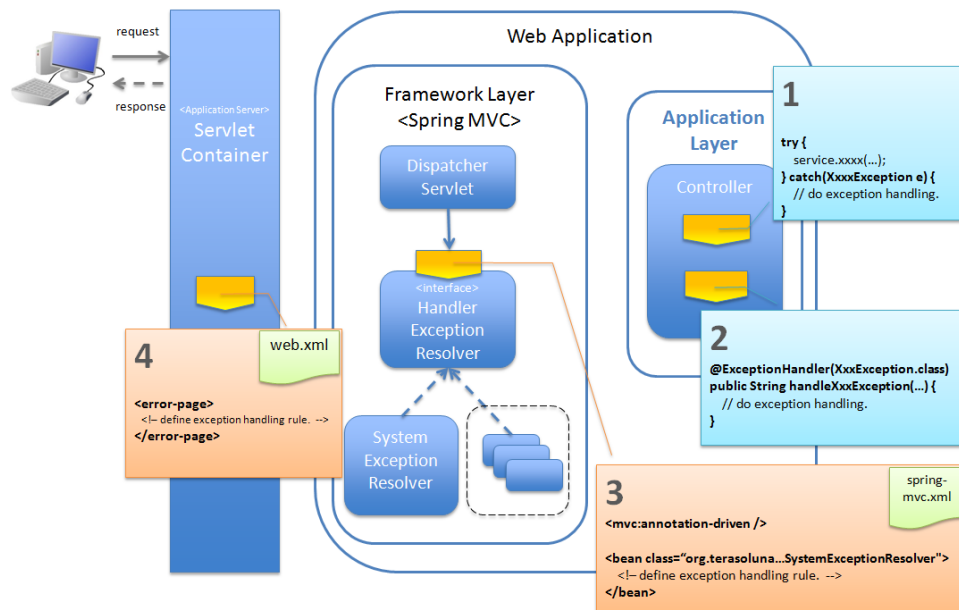 request
response
<Application Server>
Servlet
Container
Web Application
Framework Layer
<Spring MVC>
Dispatcher
Servlet
<interface>
Handler
Exception
Resolver
System
Exception
Resolver
Application
Layer
Controller
1
try {
service.xxxx(…);
} catch(XxxxException e) {
// do exception handling.
}
2
@ExceptionHandler(XxxException.class)
public String handleXxxException(…) {
// do exception handling.
}
3
spring-
mvc.xml
<mvc:annotation-driven />
<bean class=“org.terasoluna…SystemExceptionResolver">
<!– define exception handling rule. -->
</bean>
4
web.xml
<error-page>
<!– define exception handling rule. -->
</error-page>